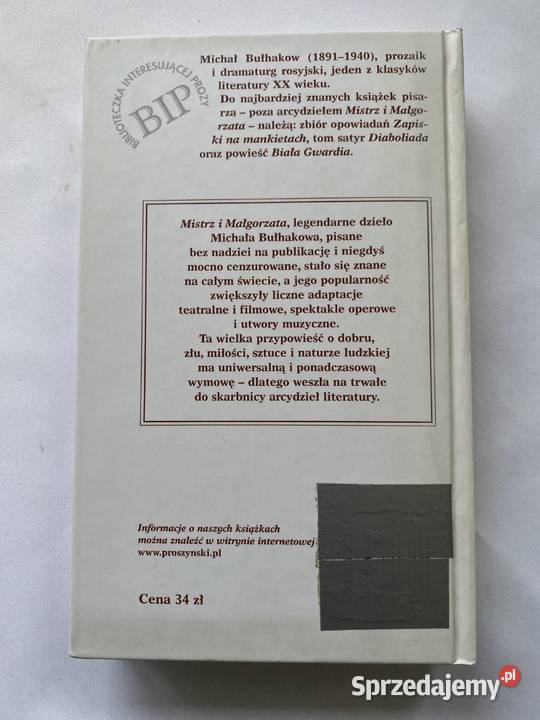 BIBLIOTECZKA INTERESUJĄCEJ PROZY
BIP
Michał Bułhakow (1891–1940), prozaik
i dramaturg rosyjski, jeden z klasyków
literatury XX wieku.
Do najbardziej znanych książek pisa-
rza – poza arcydziełem Mistrz i Małgo-
rzata – należą: zbiór opowiadań Zapis-
ki na mankietach, tom satyr Diaboliada
oraz powieść Biała Gwardia.
Mistrz i Małgorzata, legendarne dzieło
Michała Bułhakowa, pisane
bez nadziei na publikację i niegdyś
mocno cenzurowane, stało się znane
na całym świecie, a jego popularność
zwiększyły liczne adaptacje
teatralne i filmowe, spektakle operowe
i utwory muzyczne.
Ta wielka przypowieść o dobru,
złu, miłości, sztuce i naturze ludzkiej
ma uniwersalną i ponadczasową
wymowę – dlatego weszła na trwałe
do skarbnicy arcydzieł literatury.
Informacje o naszych książkach
można znaleźć w witrynie internetowej
www.proszynski.pl
Cena 34 zł
Sprzedajemy.pl